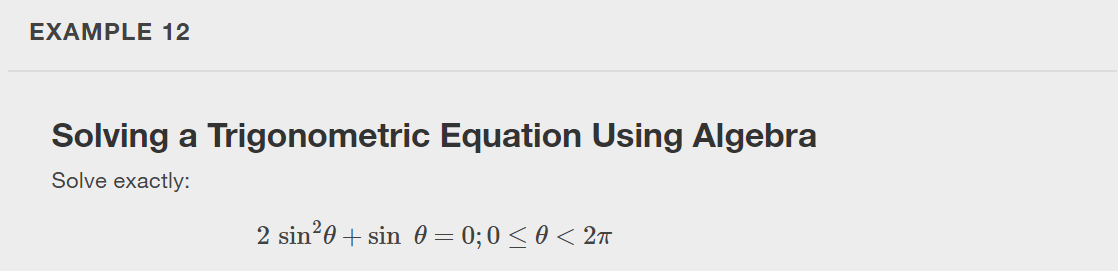 EXAMPLE 12
Solving a Trigonometric Equation Using Algebra
Solve exactly:
2 sin²θ + sin θ = 0; 0 ≤ θ < 2π